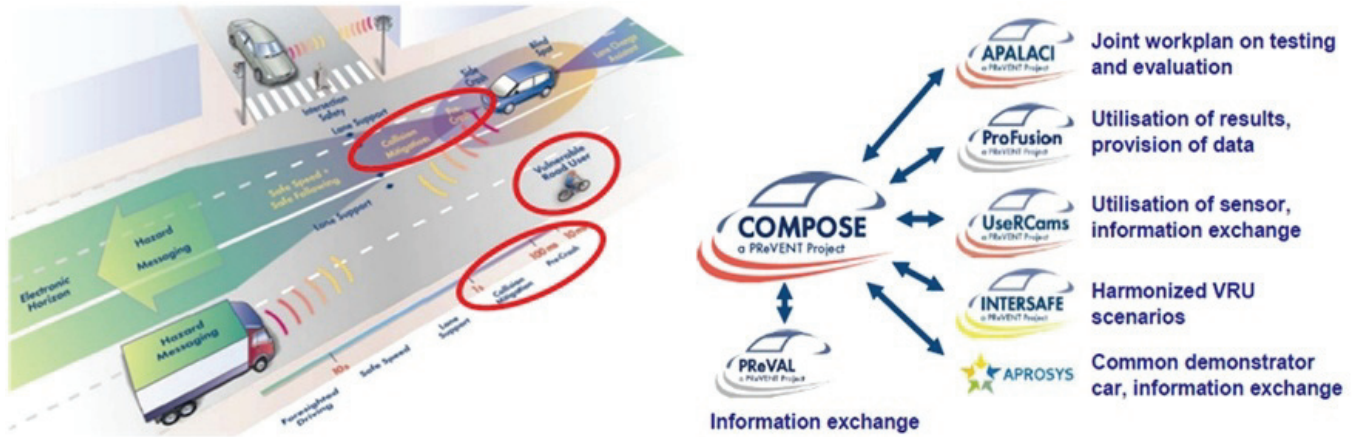 Intersection
Safety
Lane Support
Collision
Mitigation
Pre
Crash
Side
Crash
Blind
Spot
Lane Change
Assistant
Vulnerable
Road User
Safe Speed +
Safe Following
Lane Support
Hazard
Messaging
Electronic
Horizon
Hazard
Messaging
10s
1s
100 ms
10 ms
Foresighted
Driving
Safe Speed
Lane
Support
Collision
Mitigation
Pre-Crash
COMPOSE
a PReVENT Project
APALACI
a PReVENT Project
Joint workplan on testing
and evaluation
ProFusion
a PReVENT Project
Utilisation of results,
provision of data
UseRCams
a PReVENT Project
Utilisation of sensor,
information exchange
INTERSAFE
a PReVENT Project
Harmonized VRU
scenarios
APROSYS
Common demonstrator
car, information exchange
PReVAL
a PReVENT Project
Information exchange